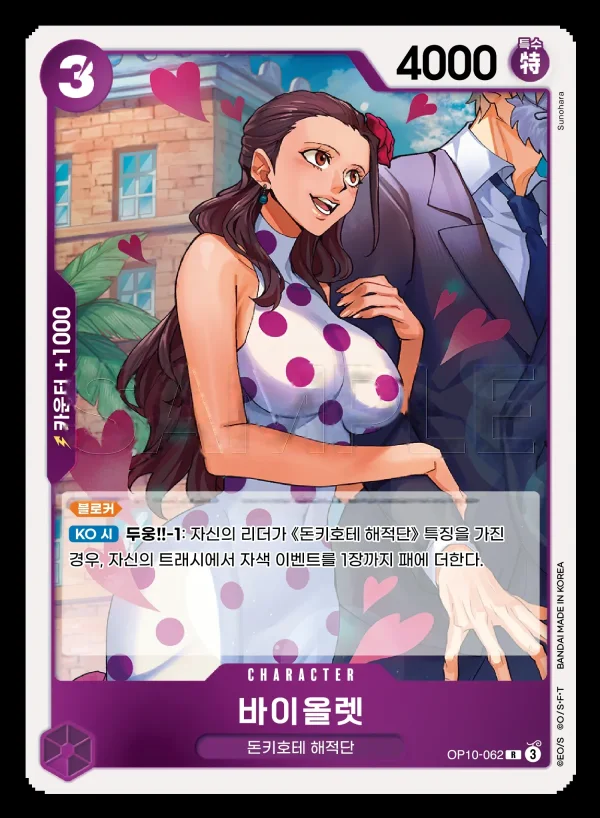 3
4000
특수
特
Sunohara
카운터 +1000
SAMPLE
블로커
KO 시 두웅!!-1: 자신의 리더가 《돈키호테 해적단》 특징을 가진
경우, 자신의 트래시에서 자색 이벤트를 1장까지 패에 더한다.
CHARACTER
바이올렛
돈키호테 해적단
OP10-062 R 3
©EO/S ©O/S·F·T BANDAI MADE IN KOREA